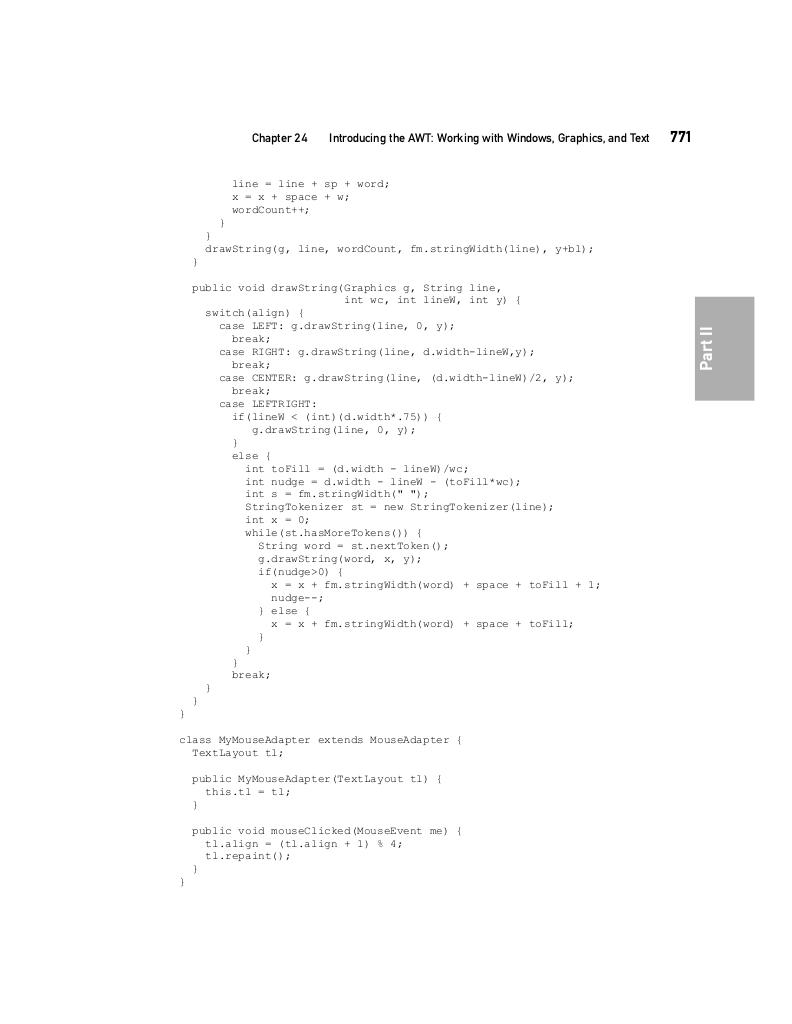 Chapter 24 Introducing the AWT: Working with Windows, Graphics, and Text 771
        line = line + sp + word;
        x = x + space + w;
        wordCount++;
      }
    }
    drawString(g, line, wordCount, fm.stringWidth(line), y+bl);
  }

  public void drawString(Graphics g, String line,
                         int wc, int lineW, int y) {
    switch(align) {
      case LEFT: g.drawString(line, 0, y);
        break;
      case RIGHT: g.drawString(line, d.width-lineW,y);
        break;
      case CENTER: g.drawString(line, (d.width-lineW)/2, y);
        break;
      case LEFTRIGHT:
        if(lineW < (int)(d.width*.75)) {
           g.drawString(line, 0, y);
        }
        else {
          int toFill = (d.width - lineW)/wc;
          int nudge = d.width - lineW - (toFill*wc);
          int s = fm.stringWidth(" ");
          StringTokenizer st = new StringTokenizer(line);
          int x = 0;
          while(st.hasMoreTokens()) {
            String word = st.nextToken();
            g.drawString(word, x, y);
            if(nudge>0) {
              x = x + fm.stringWidth(word) + space + toFill + 1;
              nudge--;
            } else {
              x = x + fm.stringWidth(word) + space + toFill;
            }
          }
        }
        break;
    }
  }
}

class MyMouseAdapter extends MouseAdapter {
  TextLayout tl;

  public MyMouseAdapter(TextLayout tl) {
    this.tl = tl;
  }

  public void mouseClicked(MouseEvent me) {
    tl.align = (tl.align + 1) % 4;
    tl.repaint();
  }
}
Part II